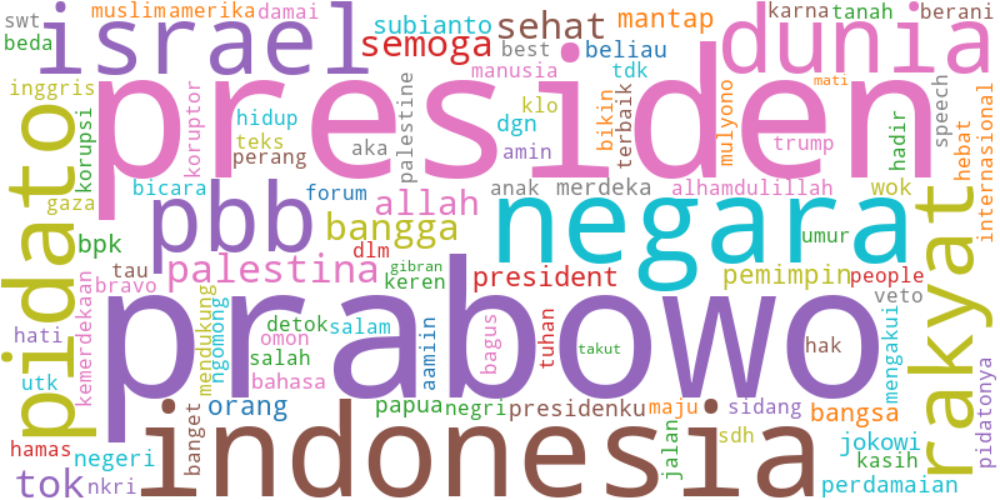 swt
muslim
amerika
damai
subianto
sehat
mantap
karna
tanah
berani
beda
israel
semoga
best
beliau
dunia
inggris
presiden
manusia
tdk
mati
korupsi
koruptor
hidup
teks
perang
aka
palestine
klo
dgn
amin
bikin
terbaik
mulyono
trump
hadir
speech
hebat
internasional
pidato
gaza
bicara
forum
allah
anak
merdeka
alhamdulillah
wok
pbb
bangga
negara
umur
rakyat
bpk
dlm
tau
bravo
palestina
gibran
keren
president
pemimpin
people
veto
kemerdekaan
prabowo
hati
mendukung
ngomong
detok
salam
omon
salah
bahasa
aamiin
bagus
tuhan
takut
hak
mengakui
utk
pidatonya
banget
orang
papua
negri
presidenku
maju
sidang
bangsa
hamas
negeri
indonesia
jalan
sdh
jokowi
kasih
tok
nkri
perdamaian